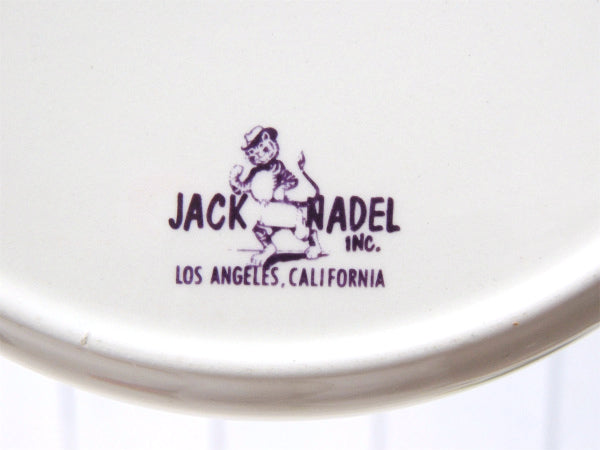 JACK NADEL
INC.
LOS ANGELES, CALIFORNIA